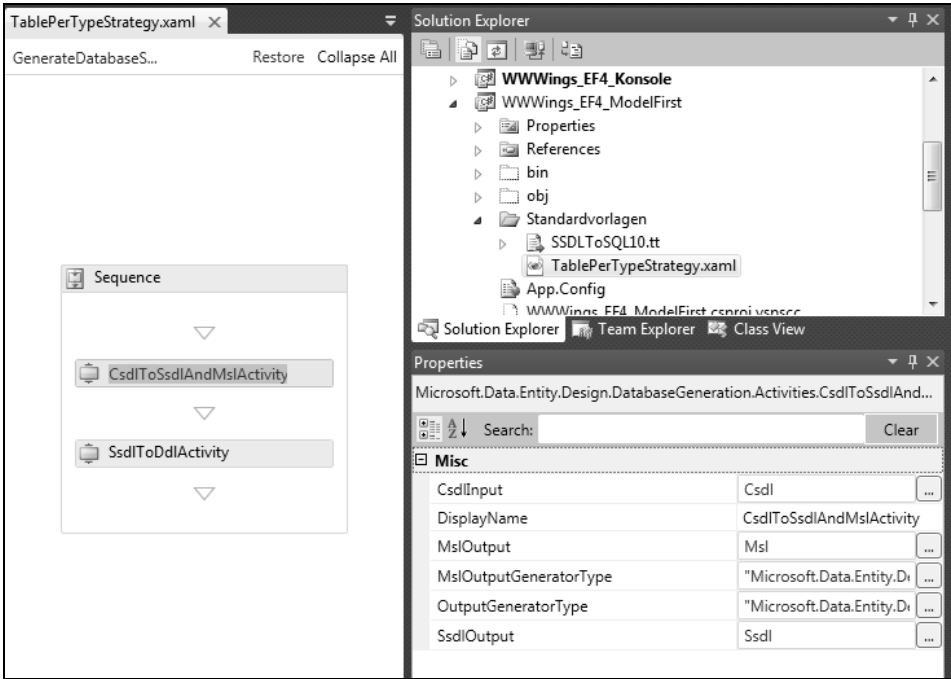 TablePerTypeStrategy.xaml
GenerateDatabaseS...
Restore Collapse All
Sequence
CsdlToSsdlAndMslActivity
SsdlToDdlActivity
Solution Explorer
WWWings_EF4_Konsole
WWWings_EF4_ModelFirst
Properties
References
bin
obj
Standardvorlagen
SSDLToSQL10.tt
TablePerTypeStrategy.xaml
App.Config
WWWings_EF4_ModelFirst.csproj.vspscc
Solution Explorer Team Explorer Class View
Properties
Microsoft.Data.Entity.Design.DatabaseGeneration.Activities.CsdlToSsdlAnd...
Search: Clear
Misc
CsdlInput Csdl ...
DisplayName CsdlToSsdlAndMslActivity
MslOutput Msl ...
MslOutputGeneratorType "Microsoft.Data.Entity.De ...
OutputGeneratorType "Microsoft.Data.Entity.De ...
SsdlOutput Ssdl ...